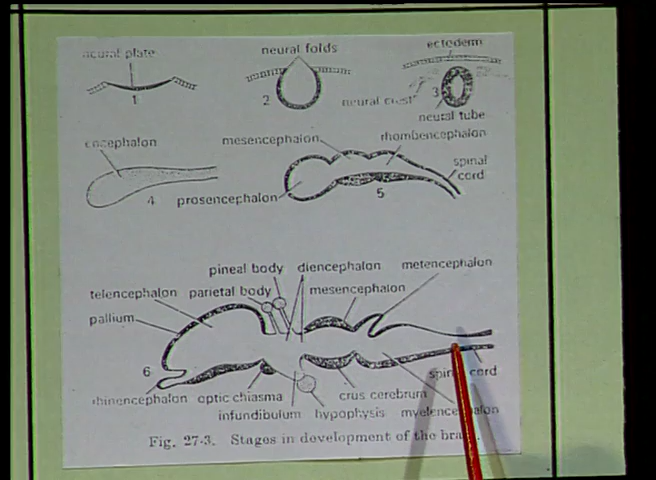 neural plate
neural folds
ectoderm
1
2
neural crest
3
neural tube
encephalon
mesencephalon
rhombencephalon
spinal
cord
4
prosencephalon
5
pineal body diencephalon metencephalon
telencephalon parietal body mesencephalon
pallium
6
cord
rhinencephalon optic chiasma crus cerebrum
infundibulum hypophysis
Fig. 27-3. Stages in development of the